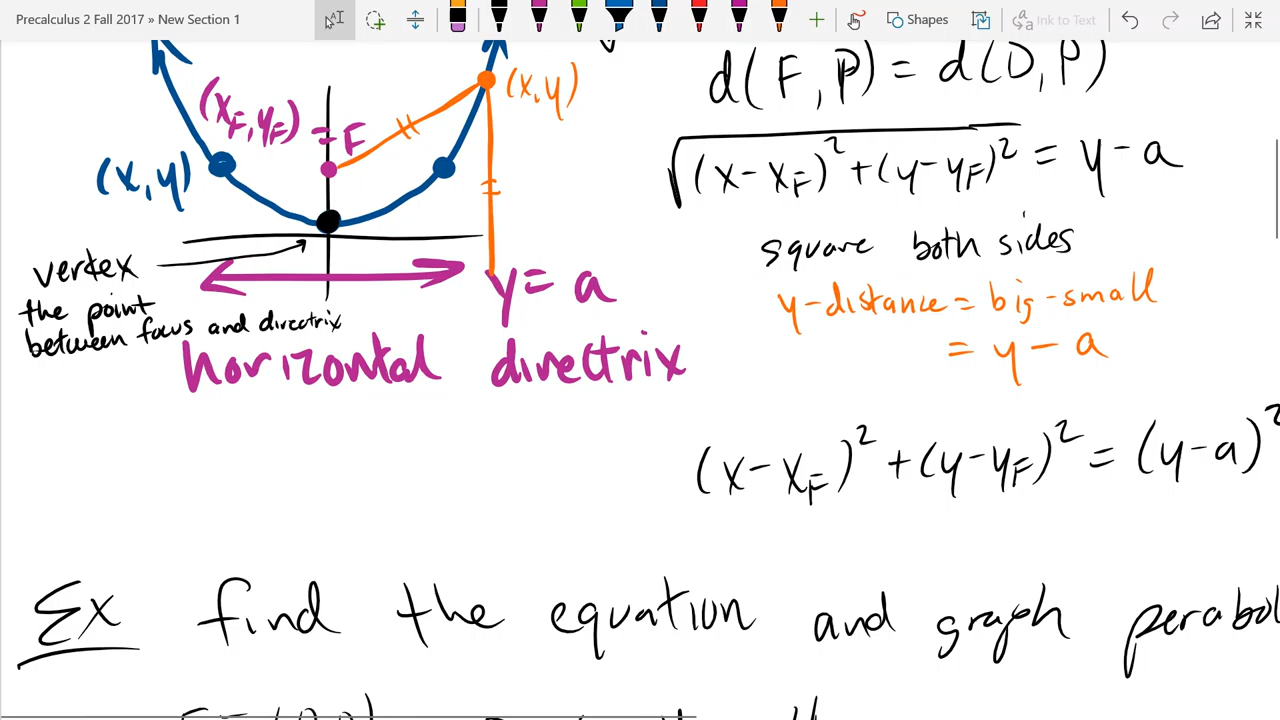 Precalculus 2 Fall 2017 » New Section 1
Shapes
Ink to Text
(x_F, y_F) = F
(x, y)
(x, y)
vertex
the point
between focus and directrix
y = a
horizontal directrix
d(F, P) = d(D, P)
√((x-x_F)² + (y-y_F)²) = y - a
square both sides
y-distance = big-small
= y - a
(x-x_F)² + (y-y_F)² = (y-a)²
Ex find the equation and graph perabol